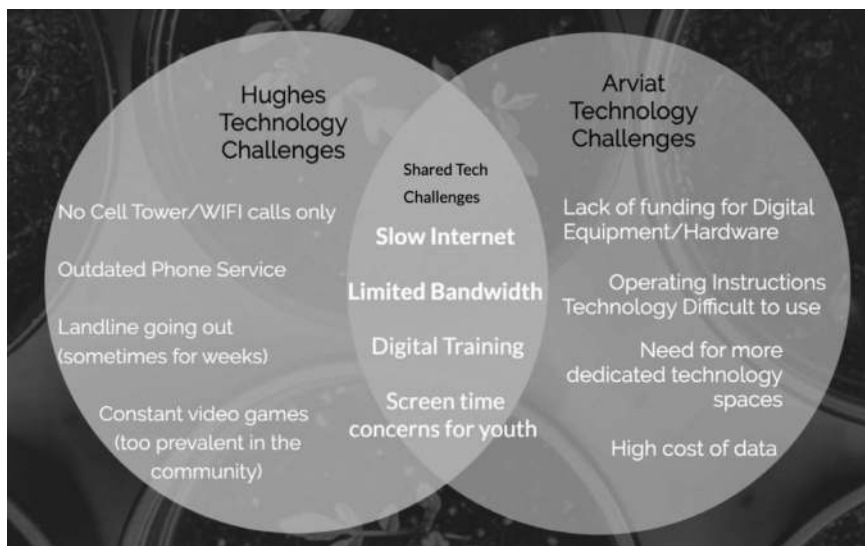 Hughes
Technology
Challenges
No Cell Tower/WIFI calls only
Outdated Phone Service
Landline going out
(sometimes for weeks)
Constant video games
(too prevalent in the
community)
Shared Tech
Challenges
Slow Internet
Limited Bandwidth
Digital Training
Screen time
concerns for youth
Arviat
Technology
Challenges
Lack of funding for Digital
Equipment/Hardware
Operating Instructions
Technology Difficult to use
Need for more
dedicated technology
spaces
High cost of data